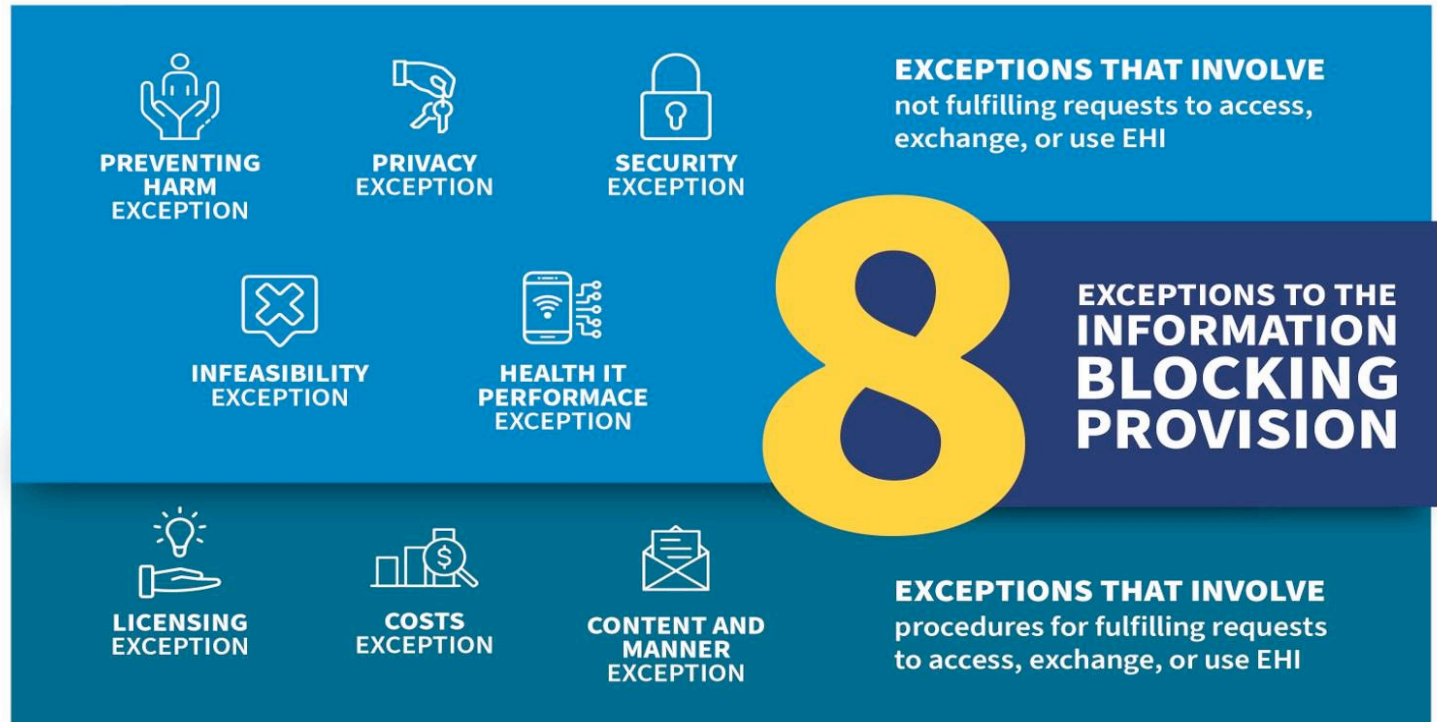 PREVENTING
HARM
EXCEPTION
PRIVACY
EXCEPTION
SECURITY
EXCEPTION
EXCEPTIONS THAT INVOLVE
not fulfilling requests to access,
exchange, or use EHI
INFEASIBILITY
EXCEPTION
HEALTH IT
PERFORMACE
EXCEPTION
8
EXCEPTIONS TO THE
INFORMATION
BLOCKING
PROVISION
$
LICENSING
EXCEPTION
COSTS
EXCEPTION
CONTENT AND
MANNER
EXCEPTION
EXCEPTIONS THAT INVOLVE
procedures for fulfilling requests
to access, exchange, or use EHI